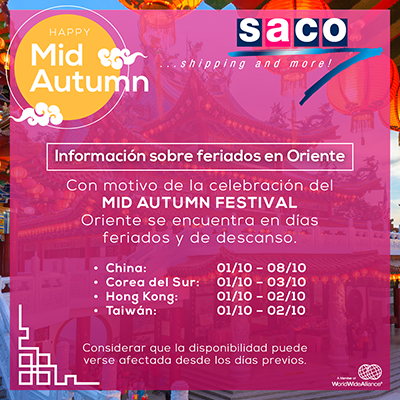 HAPPY
Mid
Autumn
saco
...shipping and more!
Información sobre feriados en Oriente
Con motivo de la celebración del
MID AUTUMN FESTIVAL
Oriente se encuentra en días
feriados y de descanso.
• China: 01/10 – 08/10
• Corea del Sur: 01/10 – 03/10
• Hong Kong: 01/10 – 02/10
• Taiwán: 01/10 – 02/10
Considerar que la disponibilidad puede
verse afectada desde los días previos.
A Member of
WorldWideAlliance®